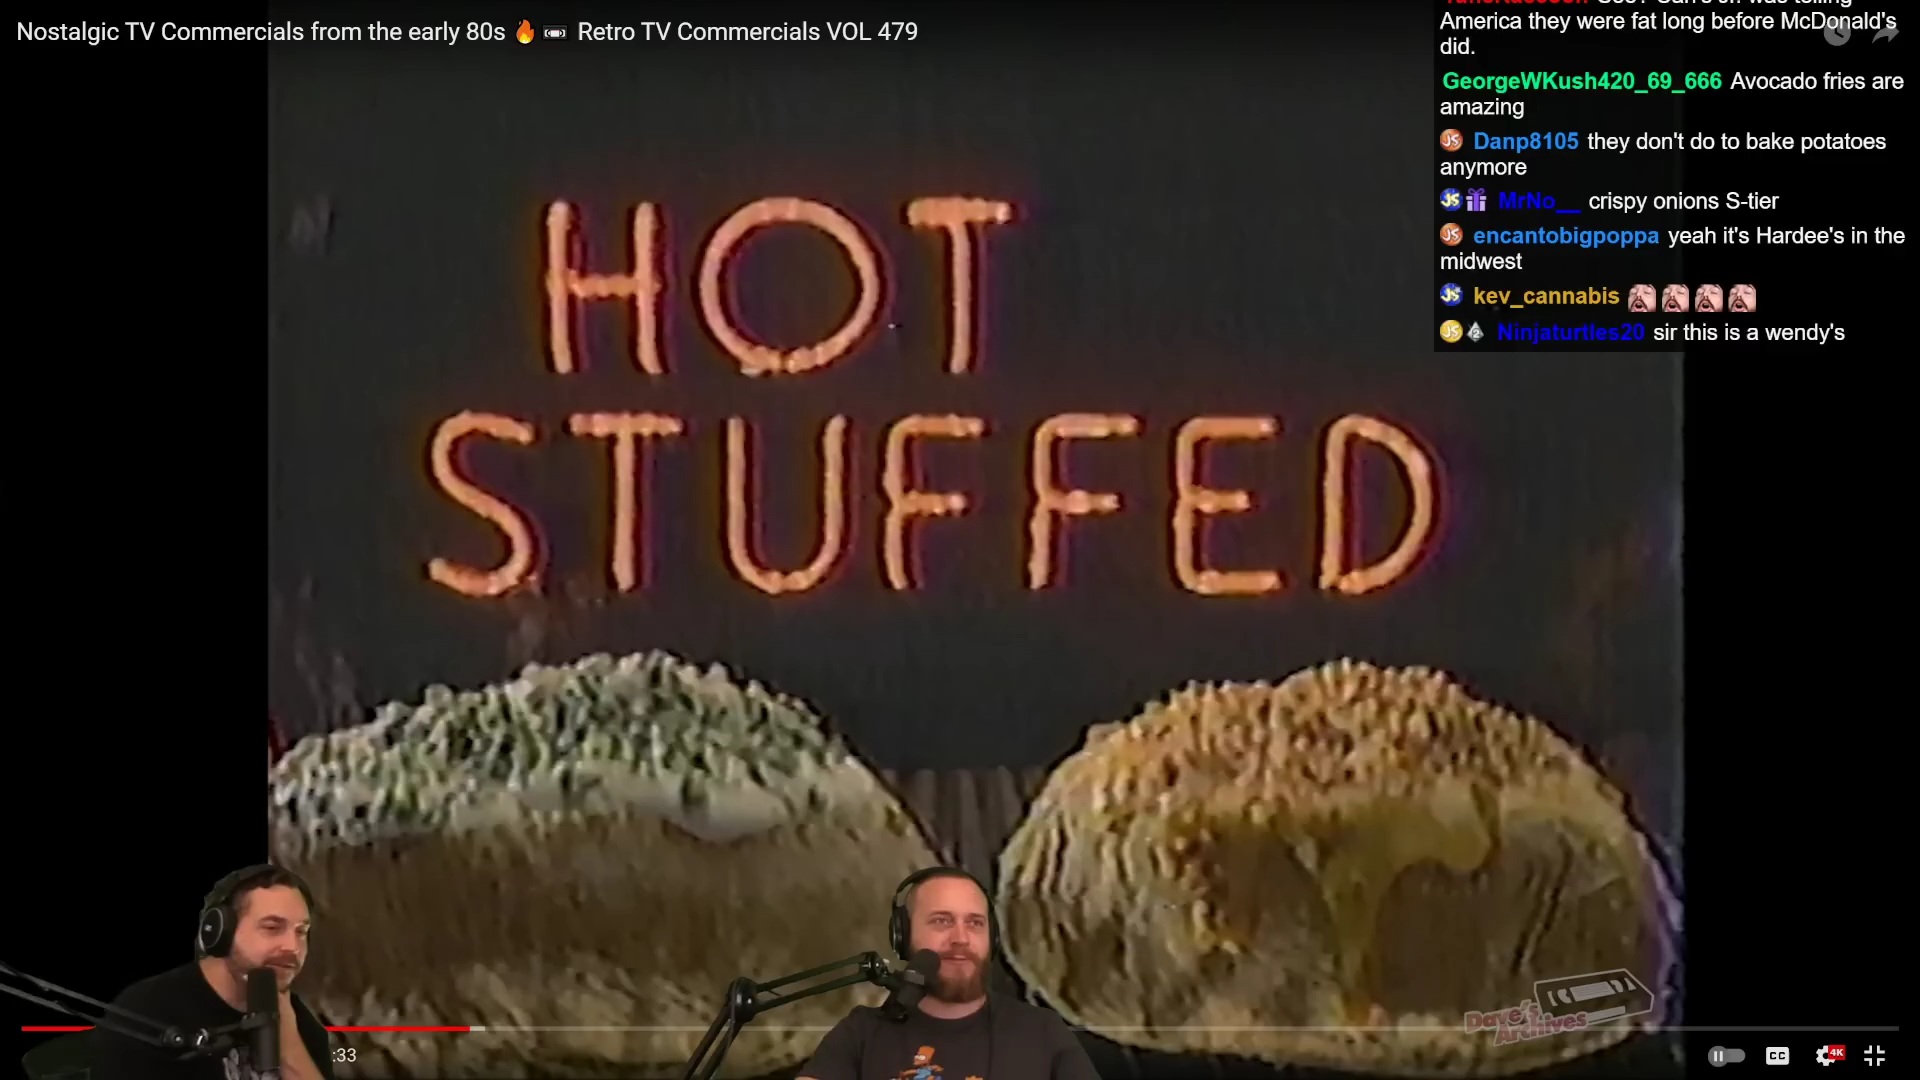 Nostalgic TV Commercials from the early 80s 🔥📼 Retro TV Commercials VOL 479
America they were fat long before McDonald's
did.
GeorgeWKush420_69_666 Avocado fries are
amazing
Danp8105 they don't do to bake potatoes
anymore
MrNo__ crispy onions S-tier
encantobigpoppa yeah it's Hardee's in the
midwest
kev_cannabis
Ninjaturtles20 sir this is a wendy's
HOT
STUFFED
Dave's
Archives
:33
CC
4K